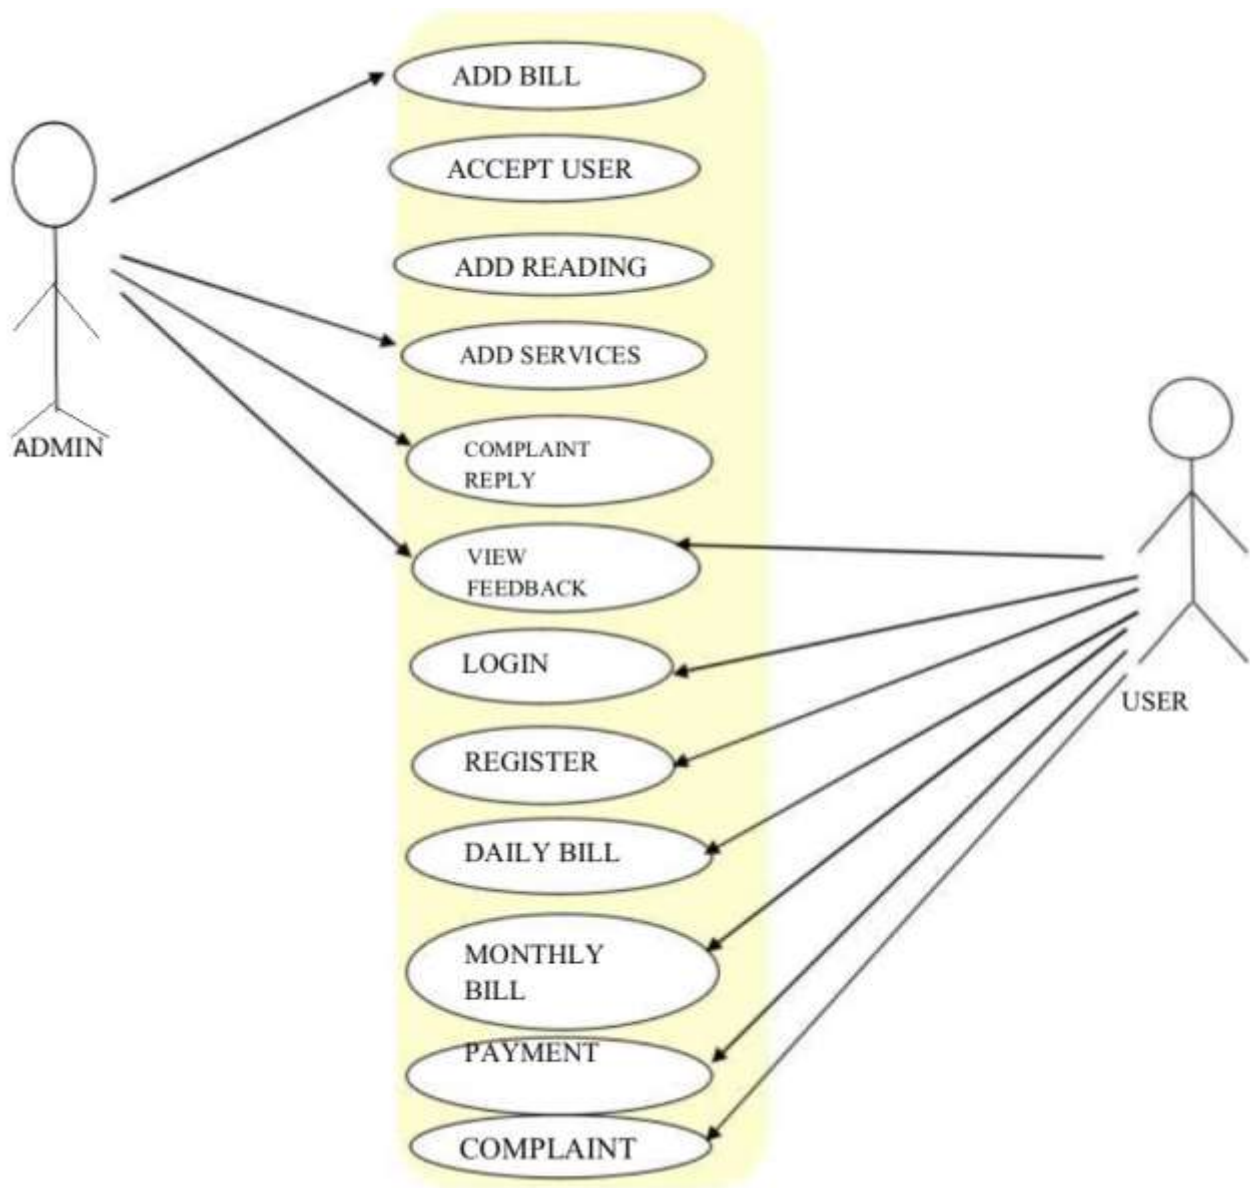 ADD BILL
ACCEPT USER
ADD READING
ADD SERVICES
ADMIN
COMPLAINT
REPLY
VIEW
FEEDBACK
LOGIN
USER
REGISTER
DAILY BILL
MONTHLY
BILL
PAYMENT
COMPLAINT